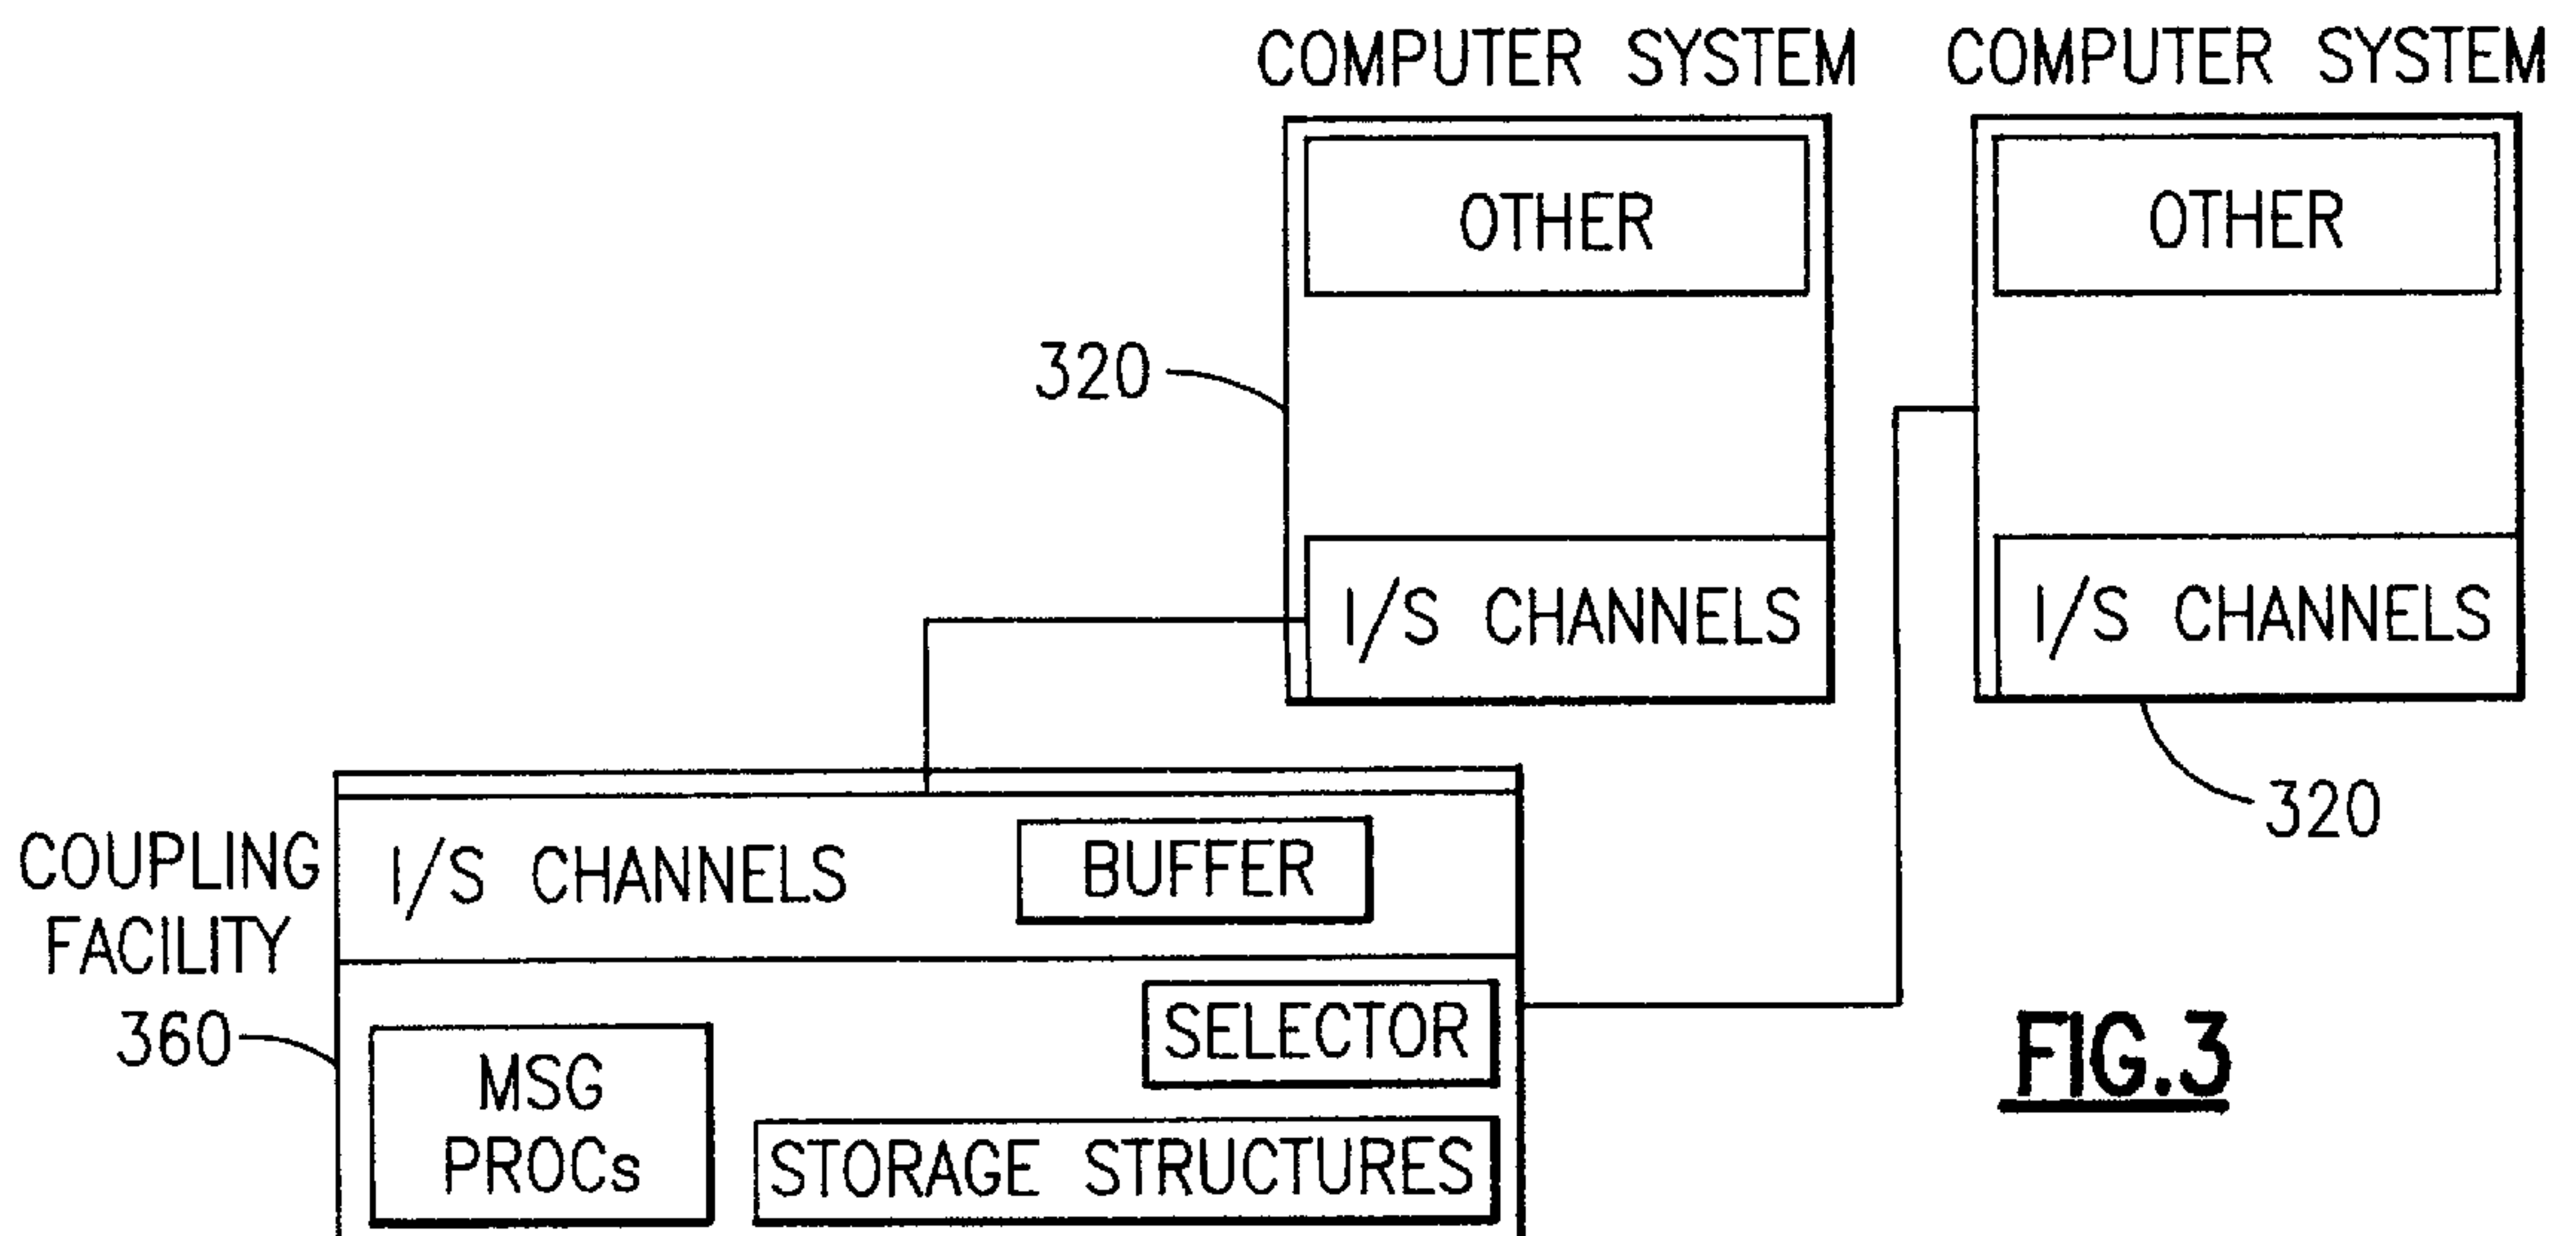 COMPUTER SYSTEM
COMPUTER SYSTEM
OTHER
OTHER
320
I/S CHANNELS
I/S CHANNELS
320
COUPLING
FACILITY
360
I/S CHANNELS
BUFFER
SELECTOR
MSG
PROCs
STORAGE STRUCTURES
FIG.3